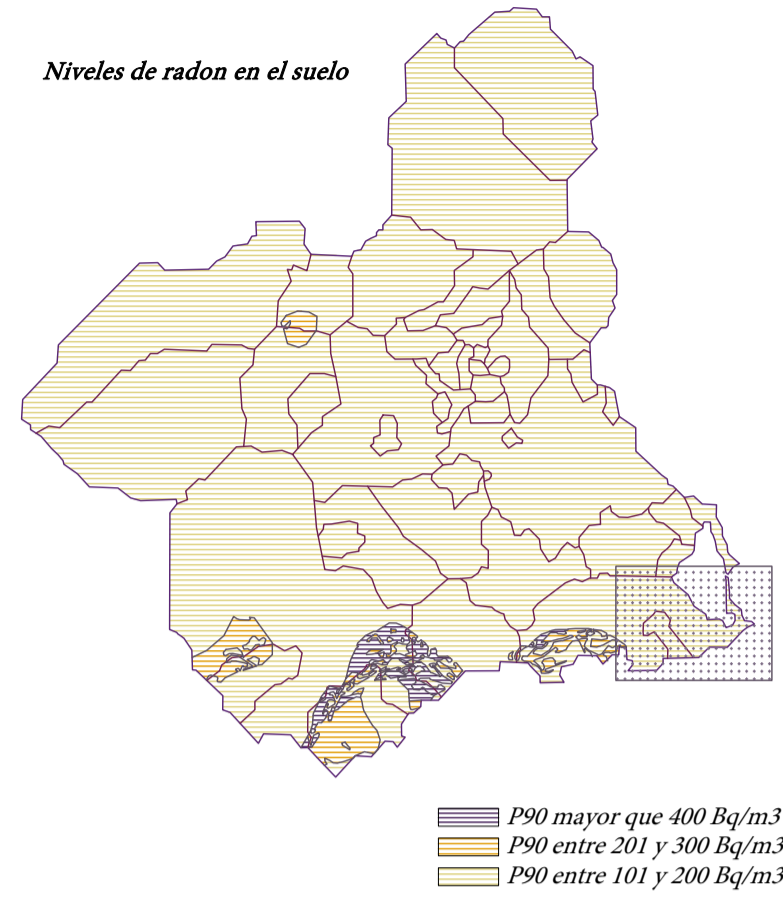 Niveles de radon en el suelo
P90 mayor que 400 Bq/m3
P90 entre 201 y 300 Bq/m3
P90 entre 101 y 200 Bq/m3